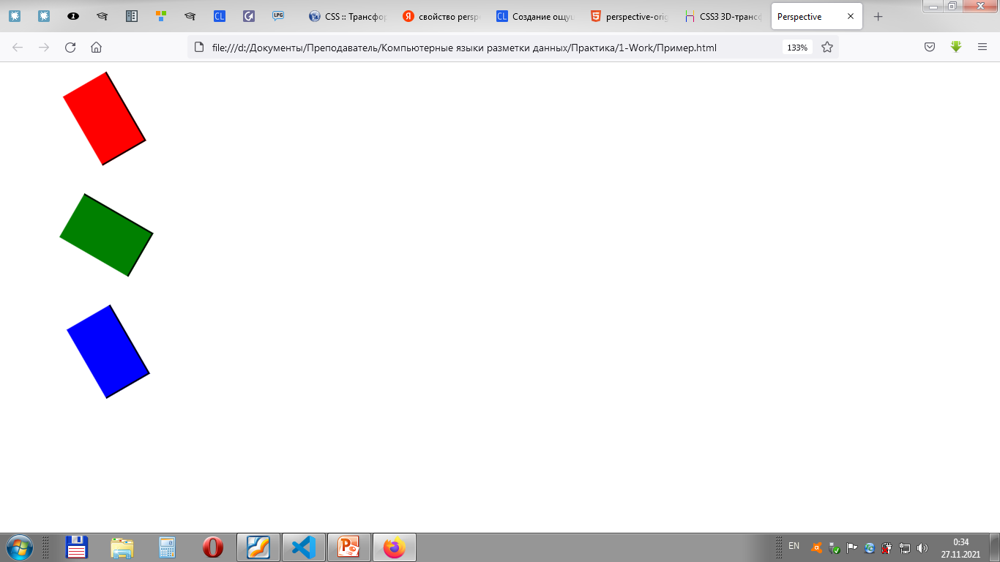 CL
LPG
CSS :: Трансфор
Я свойство persp
CL Создание ощу
perspective-orig
CSS3 3D-трансф
Perspective
file:///d:/Документы/Преподаватель/Компьютерные языки разметки данных/Практика/1-Work/Пример.html
133%
EN
0:34
27.11.2021